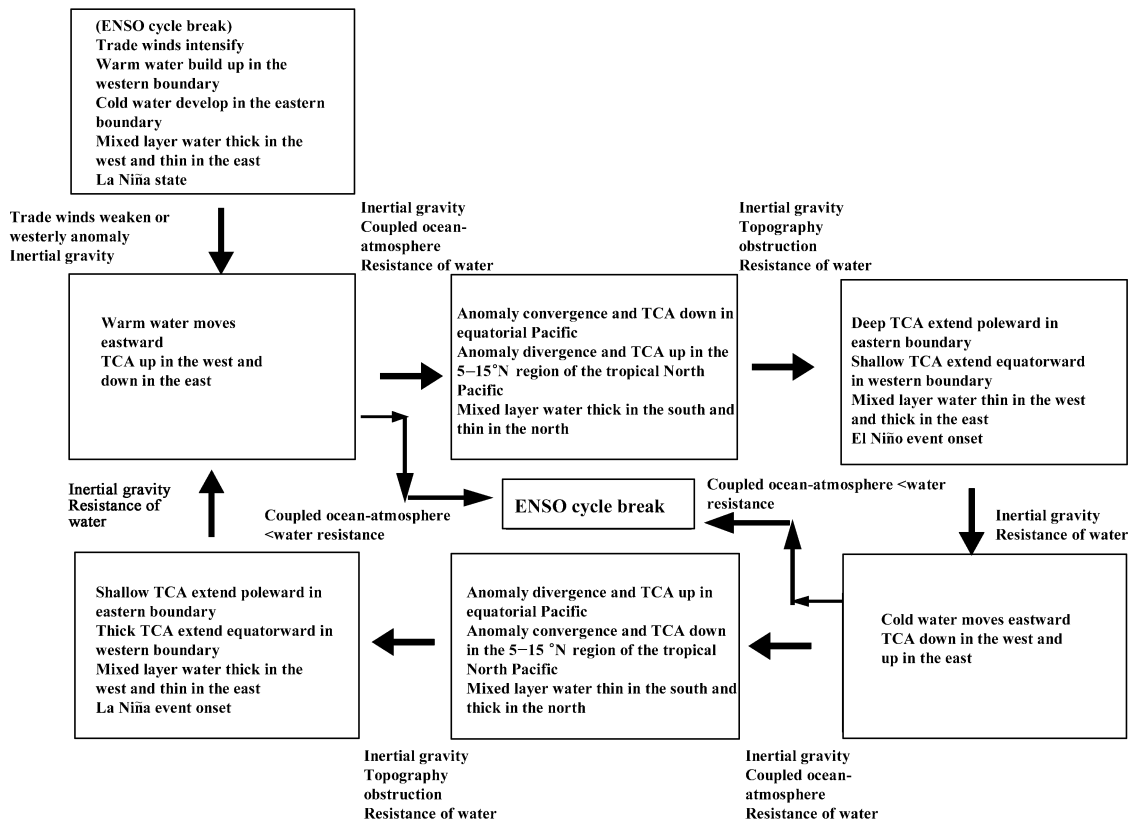 (ENSO cycle break)
Trade winds intensify
Warm water build up in the
western boundary
Cold water develop in the eastern
boundary
Mixed layer water thick in the
west and thin in the east
La Niña state
Trade winds weaken or
westerly anomaly
Inertial gravity
Inertial gravity
Coupled ocean-
atmosphere
Resistance of water
Inertial gravity
Topography
obstruction
Resistance of water
Warm water moves
eastward
TCA up in the west and
down in the east
Anomaly convergence and TCA down in
equatorial Pacific
Anomaly divergence and TCA up in the
5–15°N region of the tropical North
Pacific
Mixed layer water thick in the south and
thin in the north
Deep TCA extend poleward in
eastern boundary
Shallow TCA extend equatorward
in western boundary
Mixed layer water thin in the west
and thick in the east
El Niño event onset
Inertial gravity
Resistance of
water
Coupled ocean-atmosphere
<water resistance
ENSO cycle break
Coupled ocean-atmosphere <water
resistance
Inertial gravity
Resistance of water
Shallow TCA extend poleward in
eastern boundary
Thick TCA extend equatorward in
western boundary
Mixed layer water thick in the
west and thin in the east
La Niña event onset
Anomaly divergence and TCA up in
equatorial Pacific
Anomaly convergence and TCA down
in the 5–15 °N region of the tropical
North Pacific
Mixed layer water thin in the south and
thick in the north
Cold water moves eastward
TCA down in the west and
up in the east
Inertial gravity
Topography
obstruction
Resistance of water
Inertial gravity
Coupled ocean-
atmosphere
Resistance of water